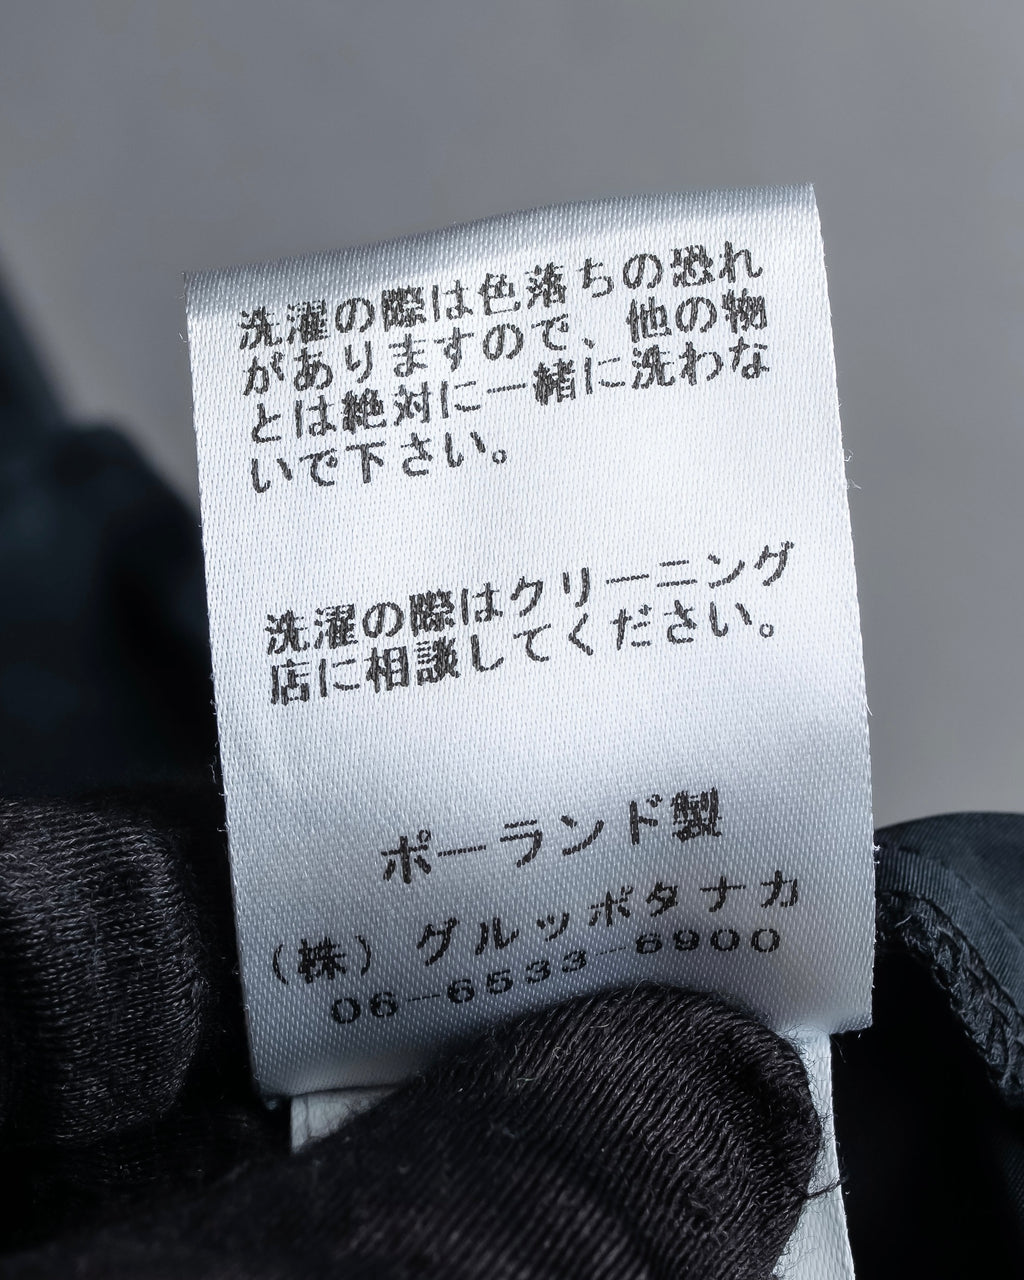 洗濯の際は色落ちの恐れ
がありますので、他の物
とは絶対に一緒に洗わな
いで下さい。
洗濯の際はクリーニング
店に相談してください。
ポーランド製
(株)グルッポタナカ
06-6533-6900